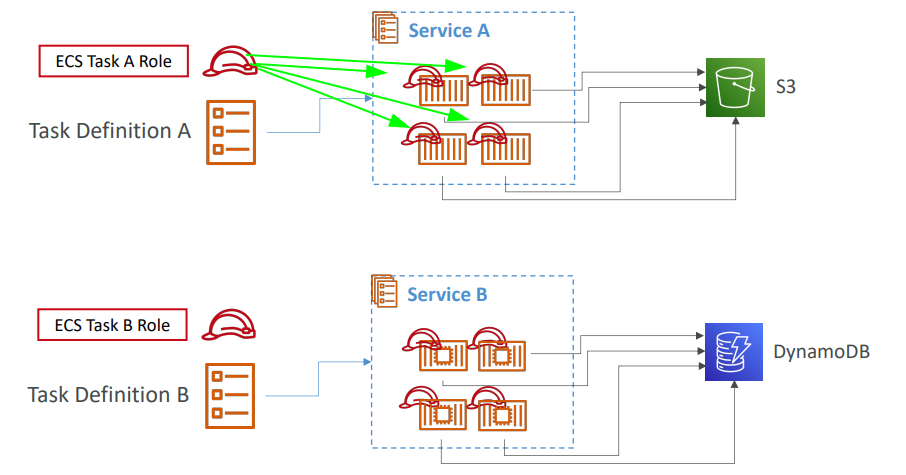 Service A
ECS Task A Role
S3
Task Definition A
Service B
ECS Task B Role
DynamoDB
Task Definition B